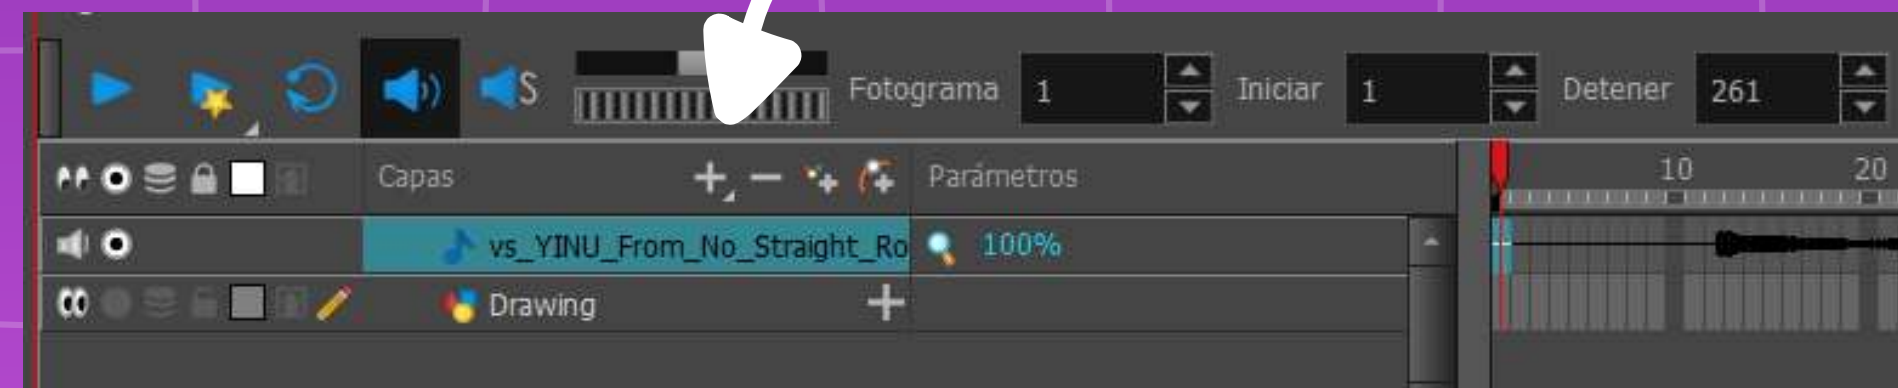 S Fotograma 1 Iniciar 1 Detener 261
Capas Parámetros 10 20
vs_YINU_From_No_Straight_Ro 100%
Drawing